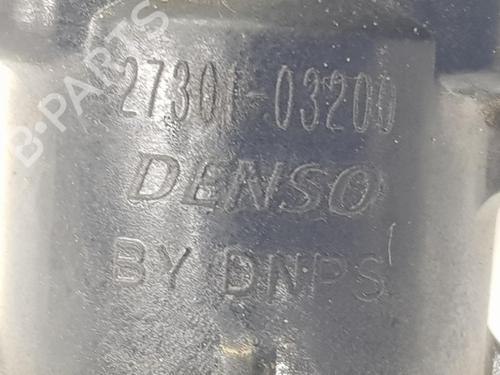 B-PARTS
27301-03200
DENSO
BY DNPS